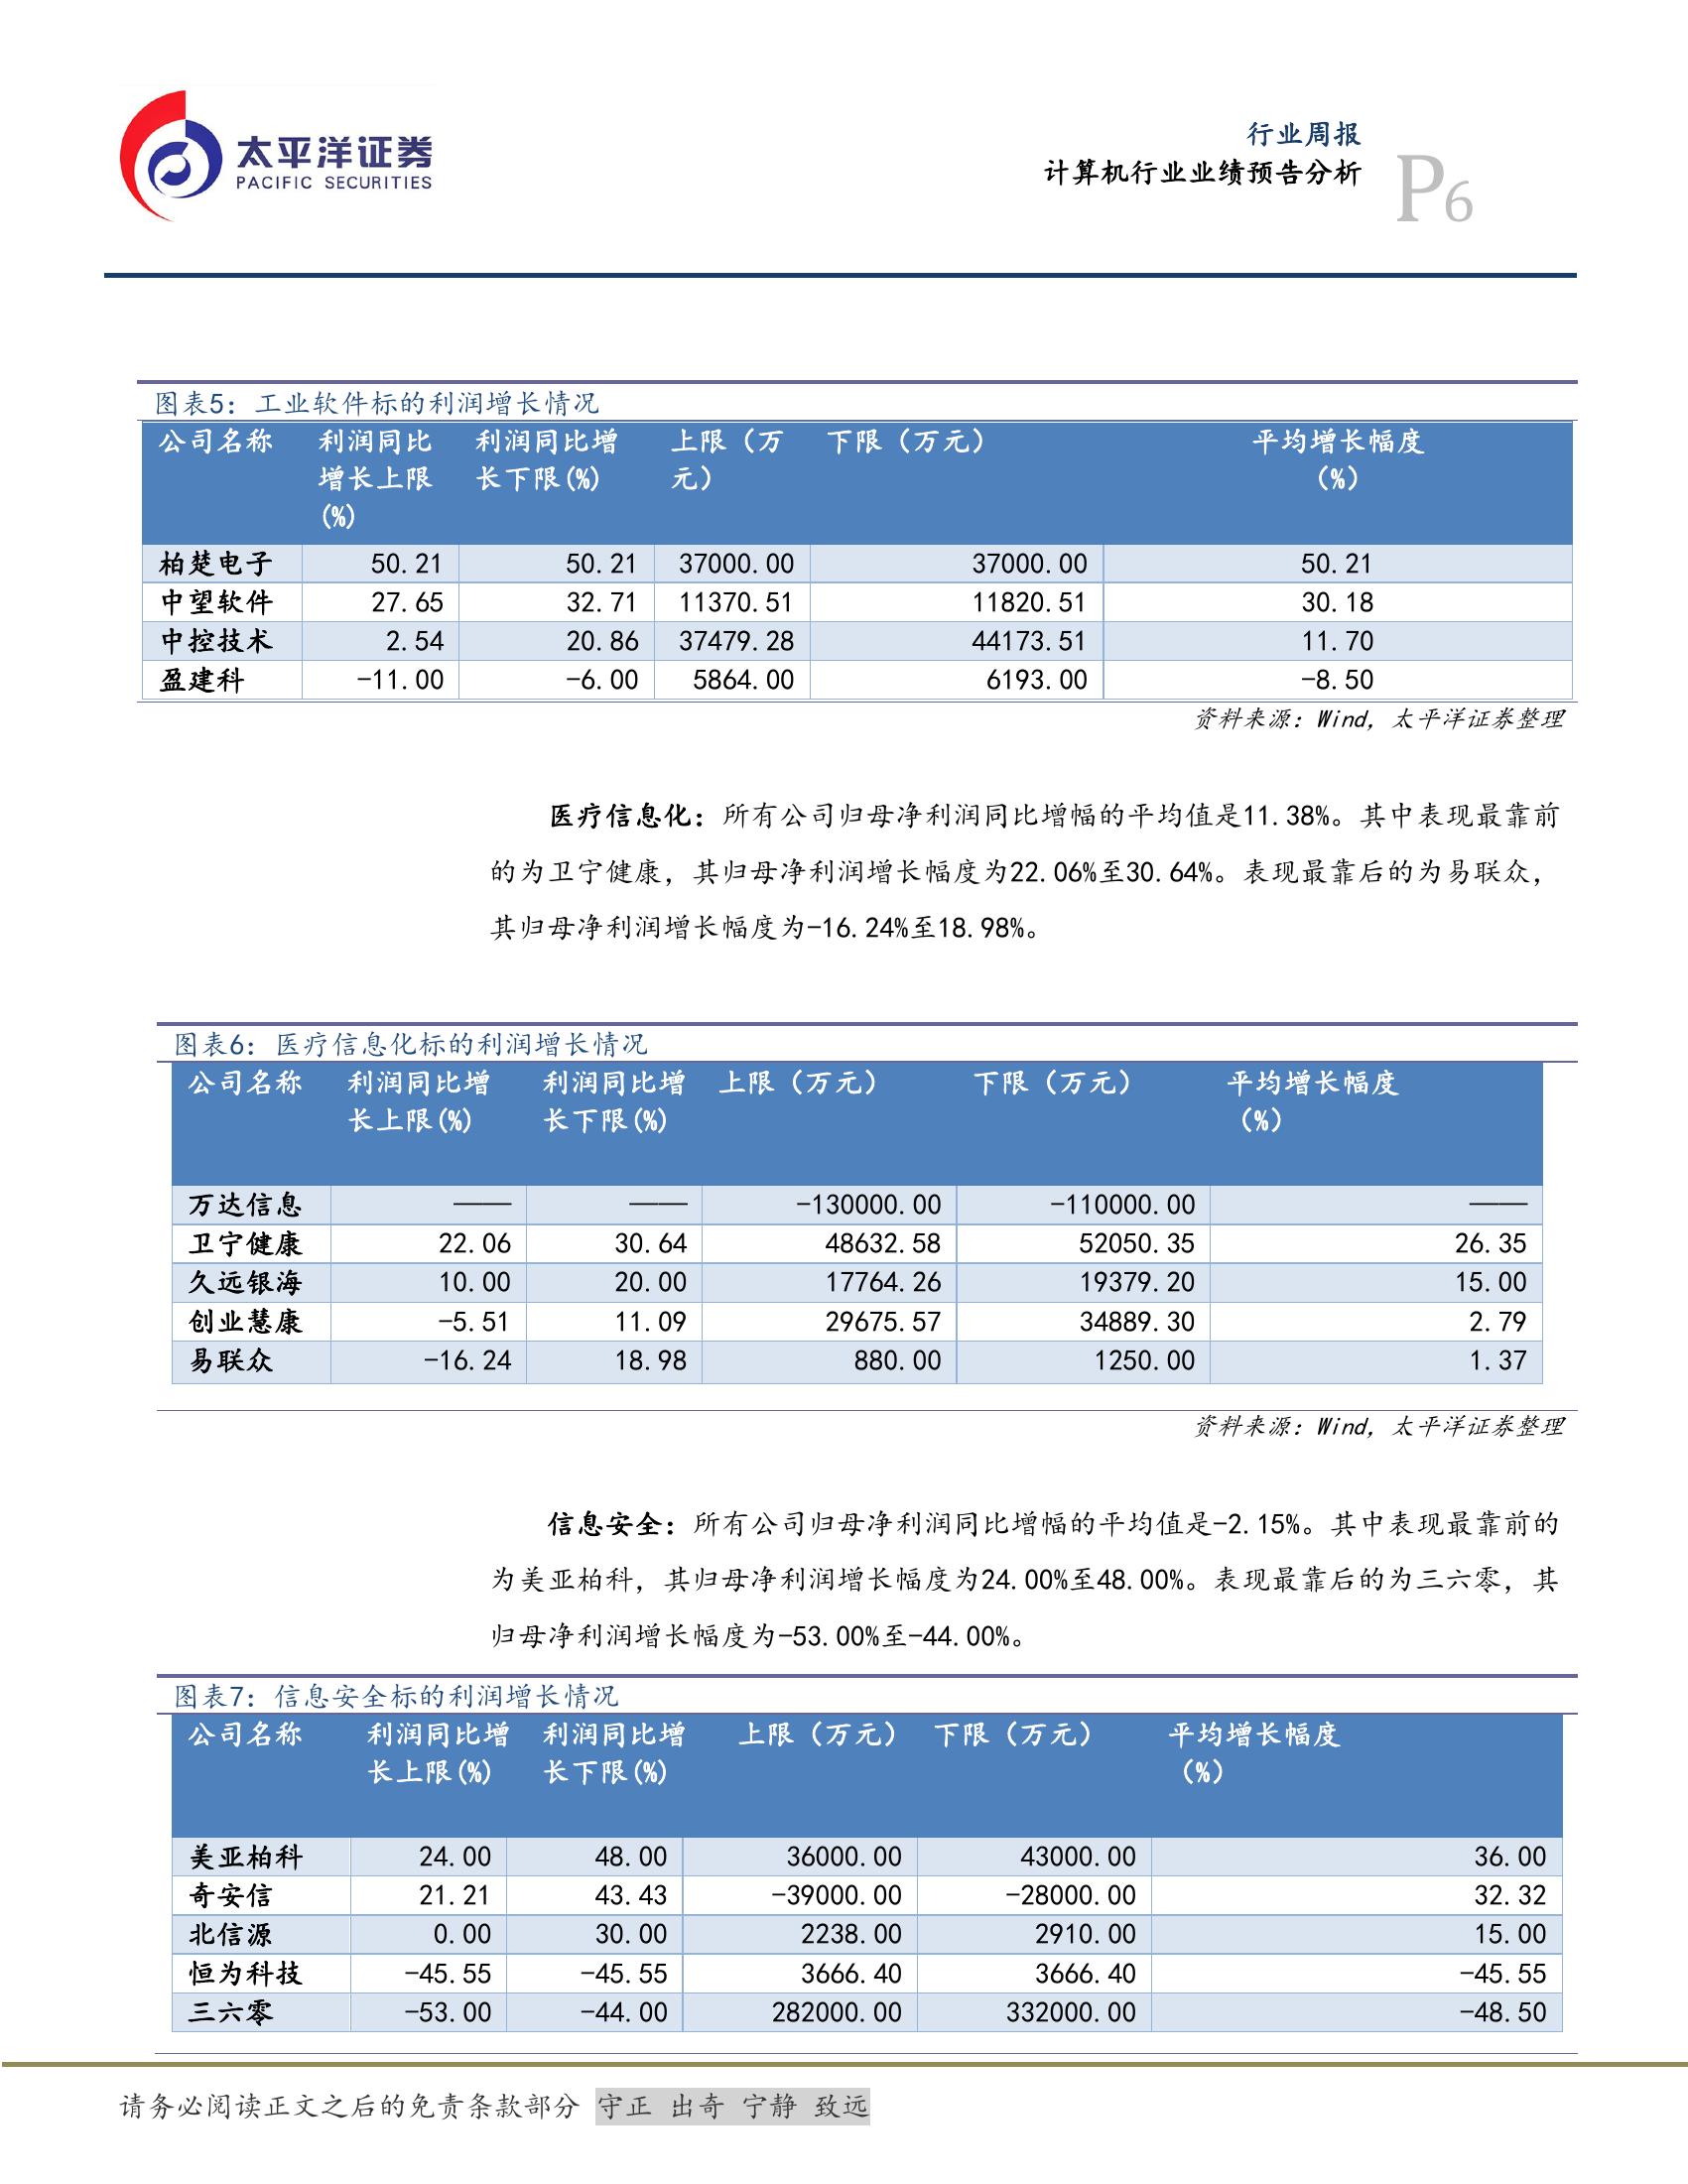 太平洋证券
PACIFIC SECURITIES
行业周报
计算机行业业绩预告分析
P6
图表5：工业软件标的利润增长情况
公司名称 利润同比增长上限(%) 利润同比增长下限(%) 上限（万元） 下限（万元） 平均增长幅度（%）
柏楚电子 50.21 50.21 37000.00 37000.00 50.21
中望软件 27.65 32.71 11370.51 11820.51 30.18
中控技术 2.54 20.86 37479.28 44173.51 11.70
盈建科 -11.00 -6.00 5864.00 6193.00 -8.50
资料来源：Wind，太平洋证券整理
医疗信息化：所有公司归母净利润同比增幅的平均值是11.38%。其中表现最靠前
的为卫宁健康，其归母净利润增长幅度为22.06%至30.64%。表现最靠后的为易联众，
其归母净利润增长幅度为-16.24%至18.98%。
图表6：医疗信息化标的利润增长情况
公司名称 利润同比增长上限(%) 利润同比增长下限(%) 上限（万元） 下限（万元） 平均增长幅度（%）
万达信息 —— —— -130000.00 -110000.00 ——
卫宁健康 22.06 30.64 48632.58 52050.35 26.35
久远银海 10.00 20.00 17764.26 19379.20 15.00
创业慧康 -5.51 11.09 29675.57 34889.30 2.79
易联众 -16.24 18.98 880.00 1250.00 1.37
资料来源：Wind，太平洋证券整理
信息安全：所有公司归母净利润同比增幅的平均值是-2.15%。其中表现最靠前的
为美亚柏科，其归母净利润增长幅度为24.00%至48.00%。表现最靠后的为三六零，其
归母净利润增长幅度为-53.00%至-44.00%。
图表7：信息安全标的利润增长情况
公司名称 利润同比增长上限(%) 利润同比增长下限(%) 上限（万元） 下限（万元） 平均增长幅度（%）
美亚柏科 24.00 48.00 36000.00 43000.00 36.00
奇安信 21.21 43.43 -39000.00 -28000.00 32.32
北信源 0.00 30.00 2238.00 2910.00 15.00
恒为科技 -45.55 -45.55 3666.40 3666.40 -45.55
三六零 -53.00 -44.00 282000.00 332000.00 -48.50
请务必阅读正文之后的免责条款部分 守正 出奇 宁静 致远